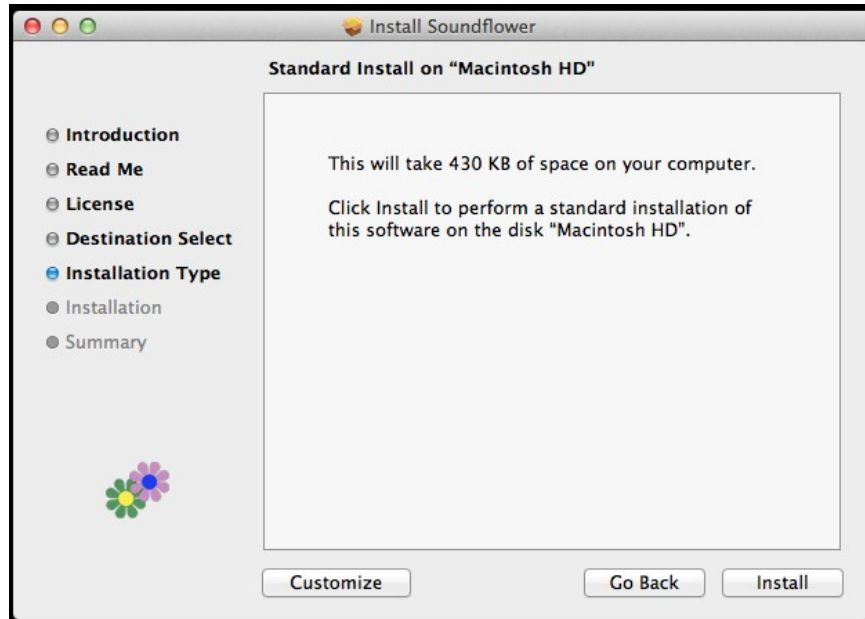 Install Soundflower
Standard Install on “Macintosh HD”
Introduction
Read Me
License
Destination Select
Installation Type
Installation
Summary
This will take 430 KB of space on your computer.
Click Install to perform a standard installation of
this software on the disk “Macintosh HD”.
Customize
Go Back
Install